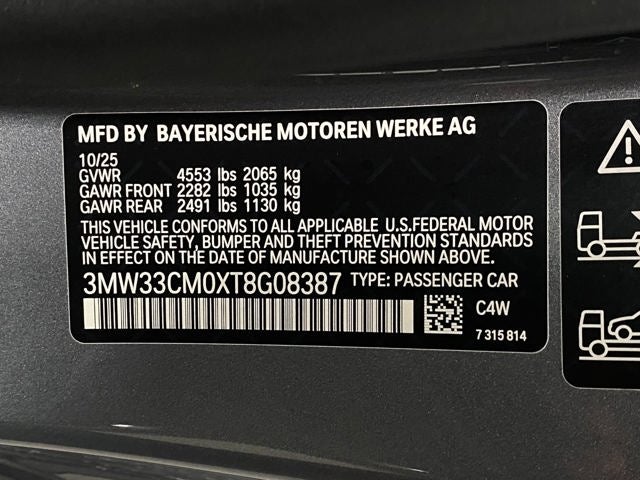 MFD BY BAYERISCHE MOTOREN WERKE AG
10/25
GVWR 4553 lbs 2065 kg
GAWR FRONT 2282 lbs 1035 kg
GAWR REAR 2491 lbs 1130 kg
THIS VEHICLE CONFORMS TO ALL APPLICABLE U.S.FEDERAL MOTOR
VEHICLE SAFETY, BUMPER AND THEFT PREVENTION STANDARDS
IN EFFECT ON THE DATE OF MANUFACTURE SHOWN ABOVE.
3MW33CM0XT8G08387 TYPE: PASSENGER CAR
C4W
7 315 814